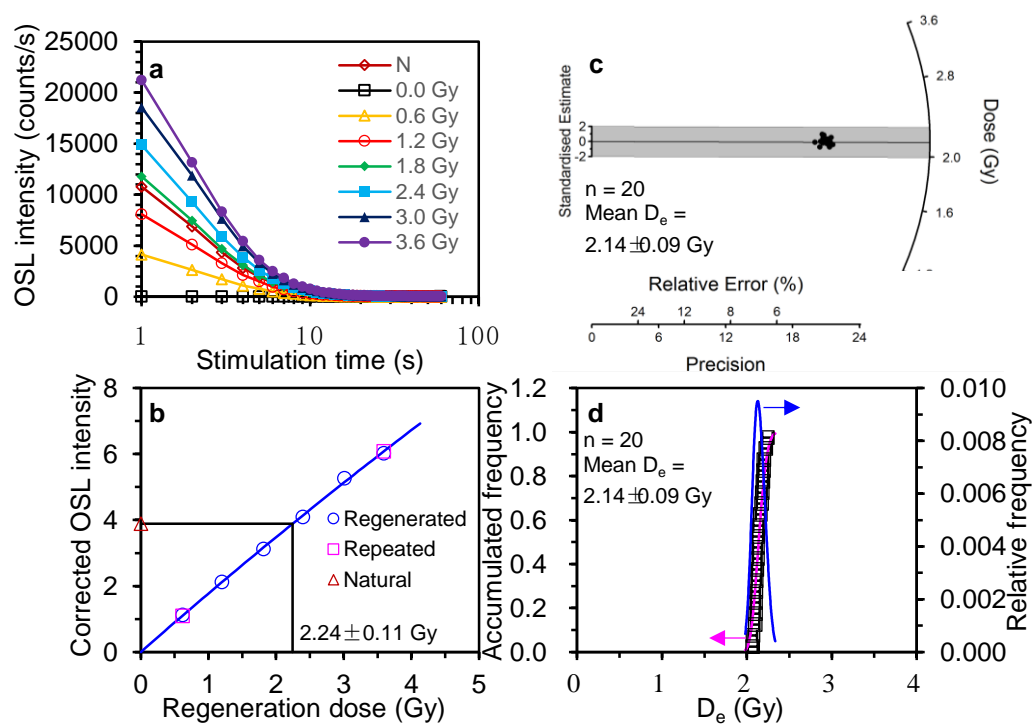 a
OSL intensity (counts/s)
25000
20000
15000
10000
5000
0
1
10
100
Stimulation time (s)
N
0.0 Gy
0.6 Gy
1.2 Gy
1.8 Gy
2.4 Gy
3.0 Gy
3.6 Gy
c
Standardised Estimate
2
0
-2
n = 20
Mean De =
2.14±0.09 Gy
3.6
2.8
2.0
1.6
Dose (Gy)
Relative Error (%)
24 12 8 6
0 6 12 18 24
Precision
b
Corrected OSL intensity
8
6
4
2
0
0 1 2 3 4 5
Regeneration dose (Gy)
Regenerated
Repeated
Natural
2.24±0.11 Gy
d
Accumulated frequency
1.2
1.0
0.8
0.6
0.4
0.2
0.0
n = 20
Mean De =
2.14±0.09 Gy
0 1 2 3 4
De (Gy)
0.010
0.008
0.006
0.004
0.002
0.000
Relative frequency